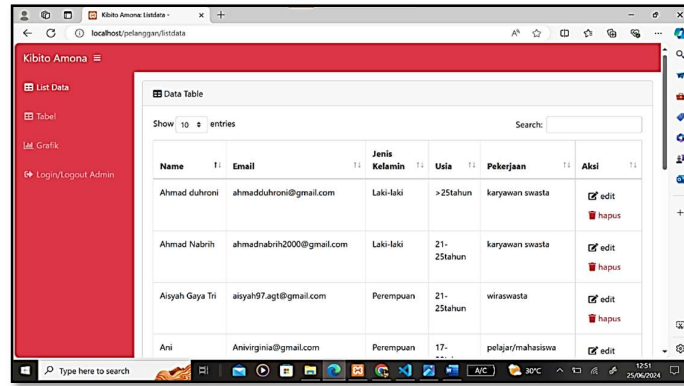 Kibito Amona: Listdata -
localhost/pelanggan/listdata
Kibito Amona
List Data
Tabel
Grafik
Login/Logout Admin
Data Table
Show 10 entries
Search:
Name Email Jenis Kelamin Usia Pekerjaan Aksi
Ahmad duhroni ahmadduhroni@gmail.com Laki-laki >25tahun karyawan swasta edit
hapus
Ahmad Nabrih ahmadnabrih2000@gmail.com Laki-laki 21-
25tahun karyawan swasta edit
hapus
Aisyah Gaya Tri aisyah97.agt@gmail.com Perempuan 21-
25tahun wiraswasta edit
hapus
Ani Anivirginia@gmail.com Perempuan 17-
pelajar/mahasiswa edit
Type here to search
A/C 30°C 12:51
25/06/2024